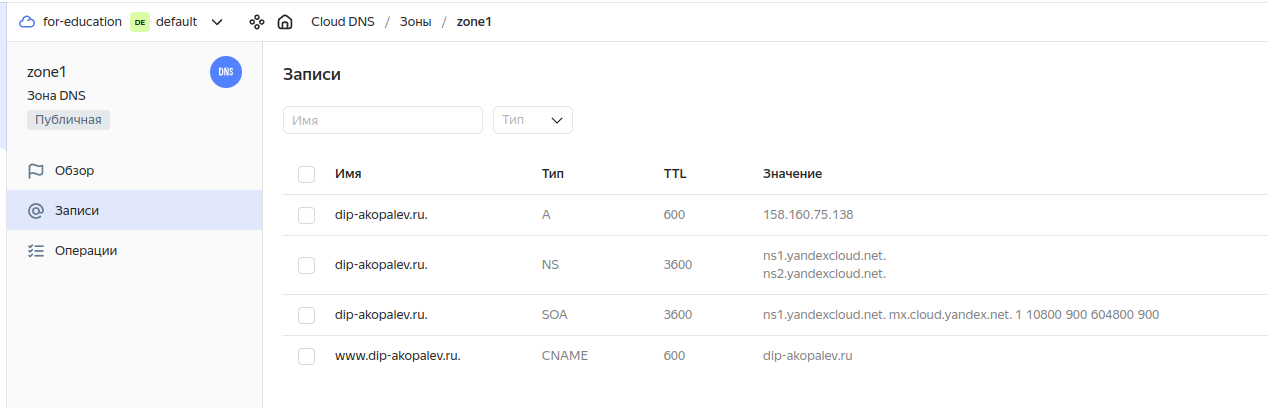 for-education DE default Cloud DNS / Зоны / zone1
zone1 DNS
Зона DNS
Публичная
Обзор
Записи
Операции
Записи
Имя Тип
Имя Тип TTL Значение
dip-akopalev.ru. A 600 158.160.75.138
dip-akopalev.ru. NS 3600 ns1.yandexcloud.net.
ns2.yandexcloud.net.
dip-akopalev.ru. SOA 3600 ns1.yandexcloud.net. mx.cloud.yandex.net. 1 10800 900 604800 900
www.dip-akopalev.ru. CNAME 600 dip-akopalev.ru